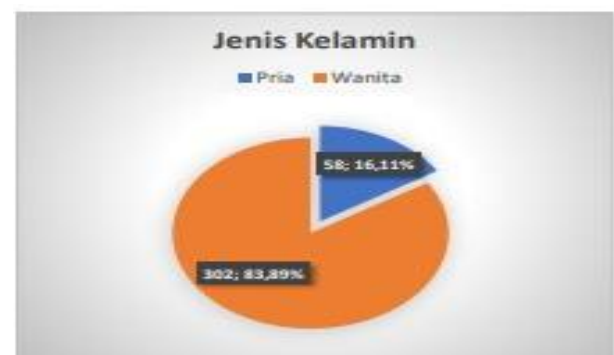 Jenis Kelamin
Pria Wanita
58; 16,11%
302; 83,89%